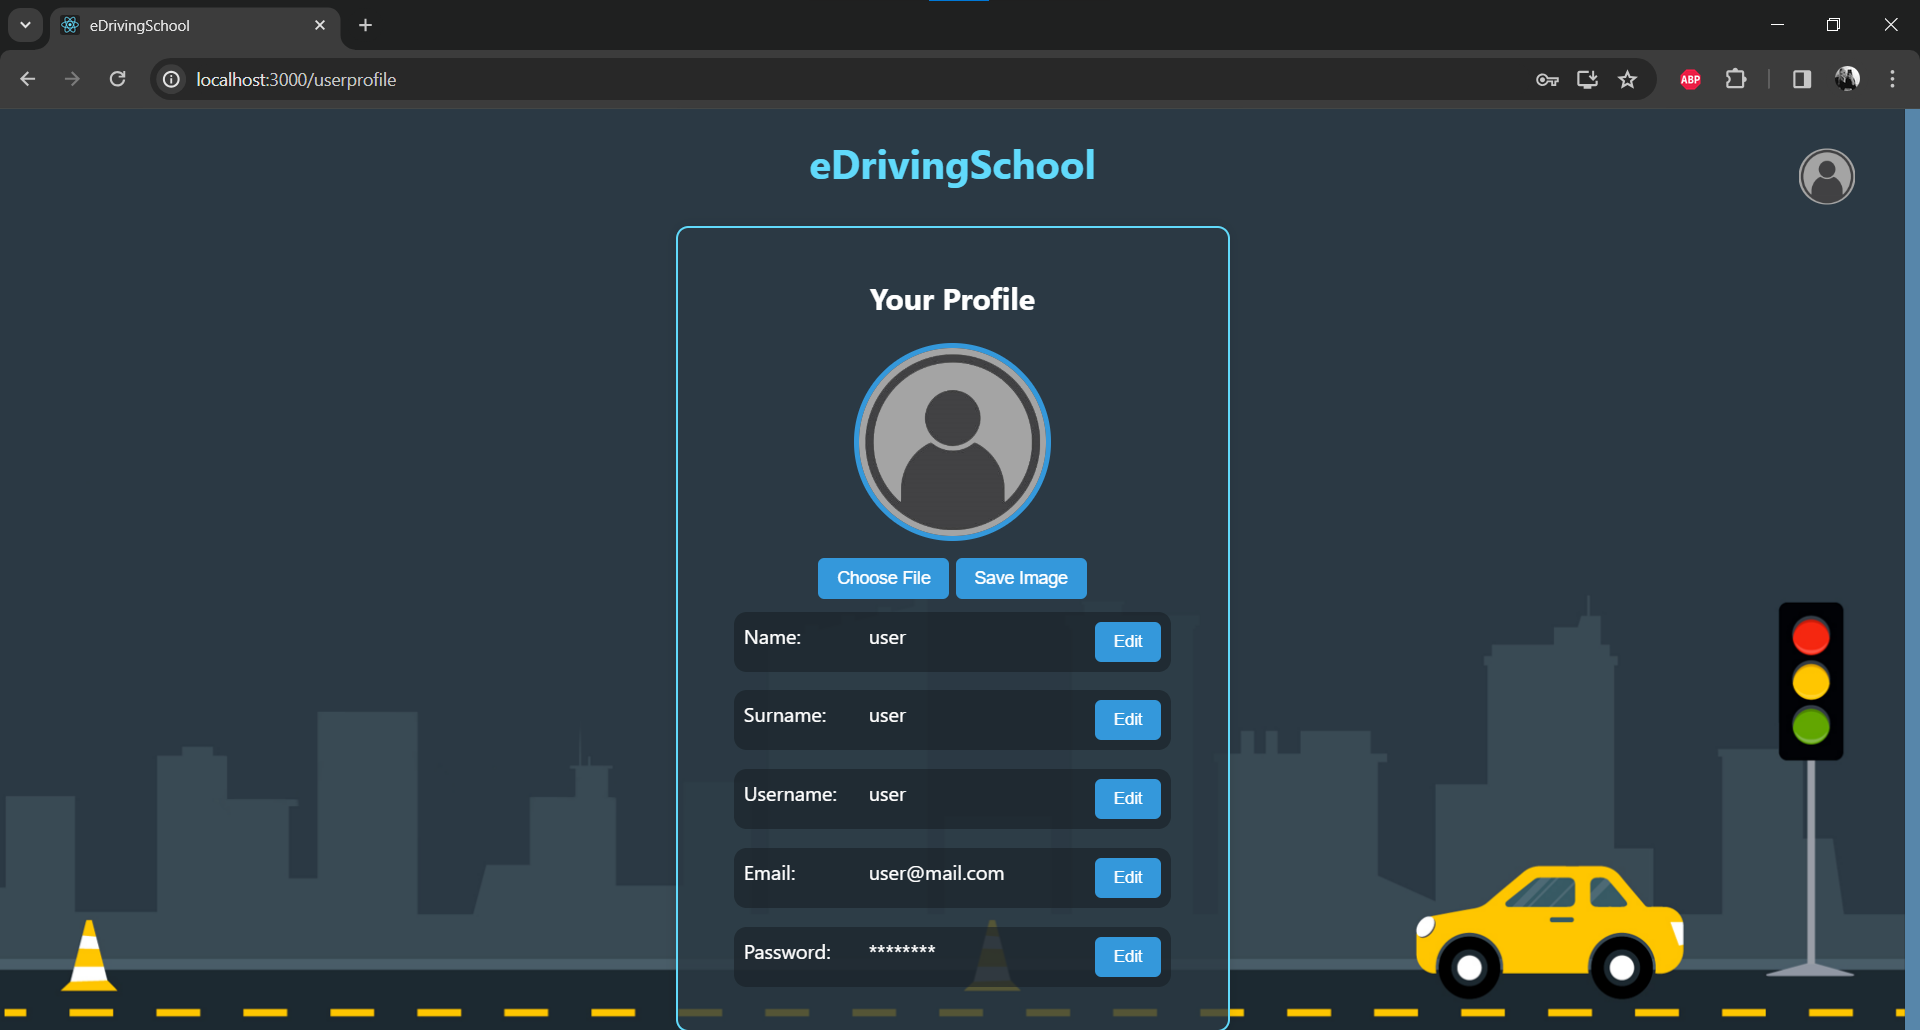 eDrivingSchool
localhost:3000/userprofile
ABP
eDrivingSchool
Your Profile
Choose File Save Image
Name: user Edit
Surname: user Edit
Username: user Edit
Email: user@mail.com Edit
Password: ******** Edit